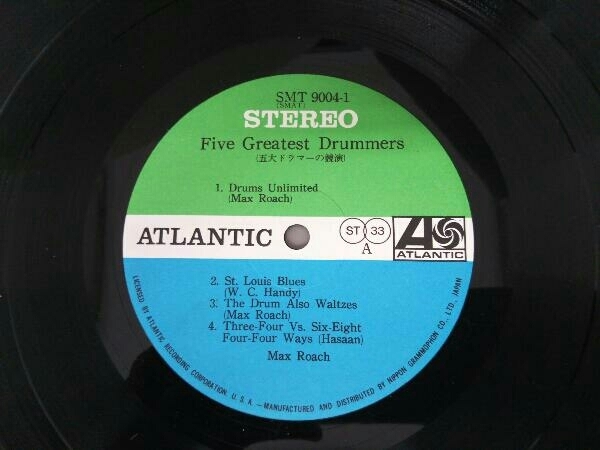 SMT 9004-1
(SMAT)
STEREO
Five Greatest Drummers
(五大ドラマーの競演)
1. Drums Unlimited
(Max Roach)
ATLANTIC
ST 33
A
ATLANTIC
2. St. Louis Blues
(W. C. Handy)
3. The Drum Also Waltzes
(Max Roach)
4. Three-Four Vs. Six-Eight
Four-Four Ways (Hasaan)
Max Roach
LICENSED BY ATLANTIC RECORDING CORPORATION, U. S. A. —MANUFACTURED AND DISTRIBUTED BY NIPPON GRAMMOPHON CO., LTD., JAPAN